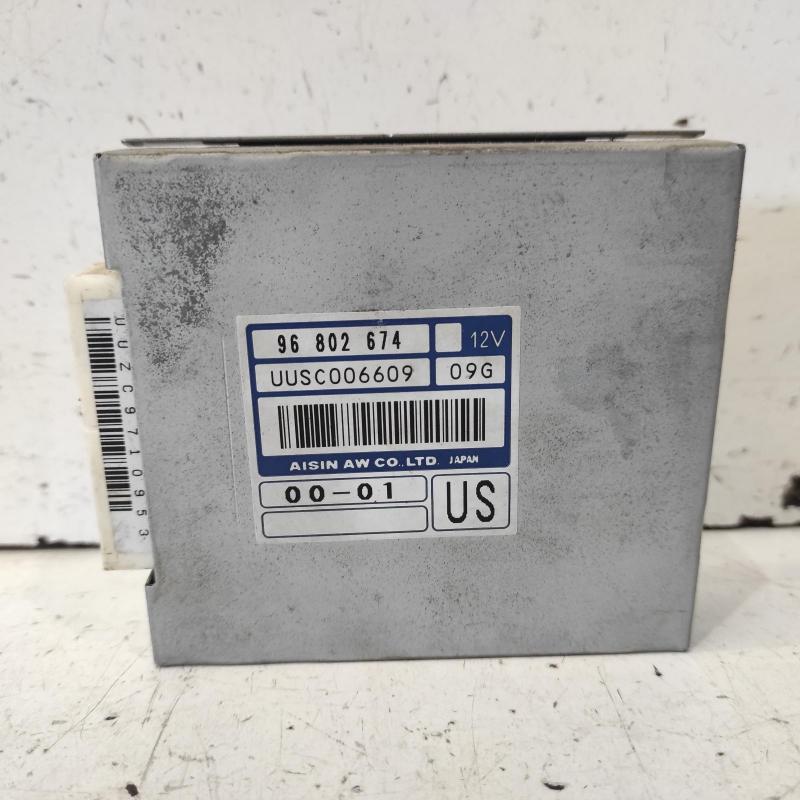 96 802 674
12V
UUSC006609
09G
AISIN AW CO.,LTD. JAPAN
00-01
US
UUZC9710953